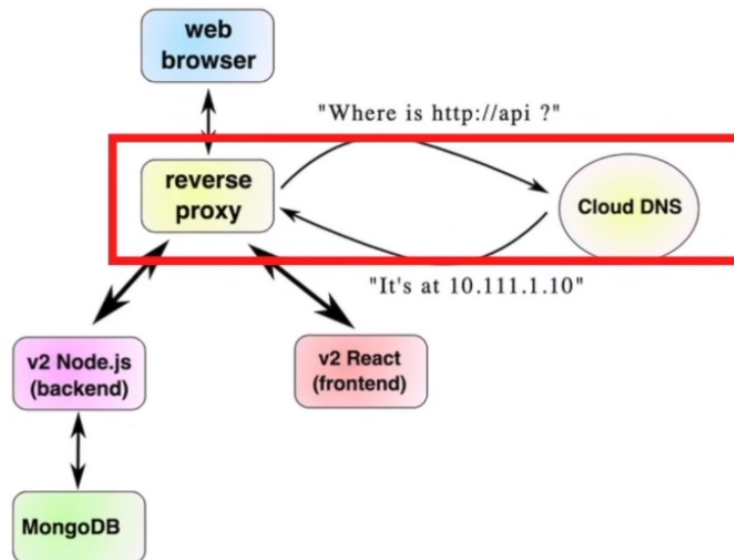 web
browser
"Where is http://api ?"
reverse
proxy
Cloud DNS
"It's at 10.111.1.10"
v2 Node.js
(backend)
v2 React
(frontend)
MongoDB